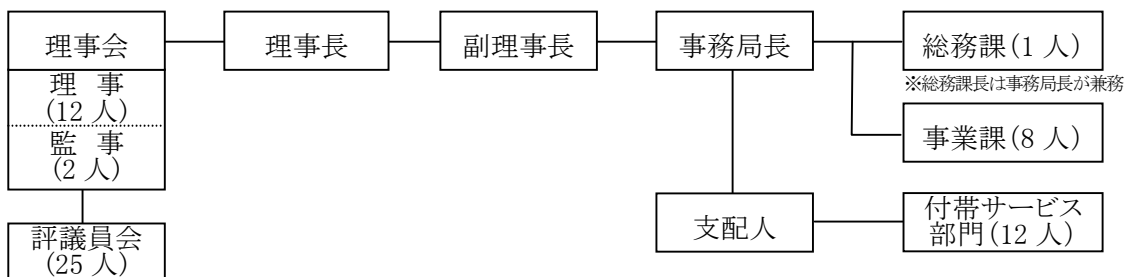 理事会
理事長
副理事長
事務局長
総務課(1 人)
※総務課長は事務局長が兼務
理 事
(12 人)
監 事
(2 人)
事業課(8 人)
評議員会
(25 人)
支配人
付帯サービス
部門(12 人)